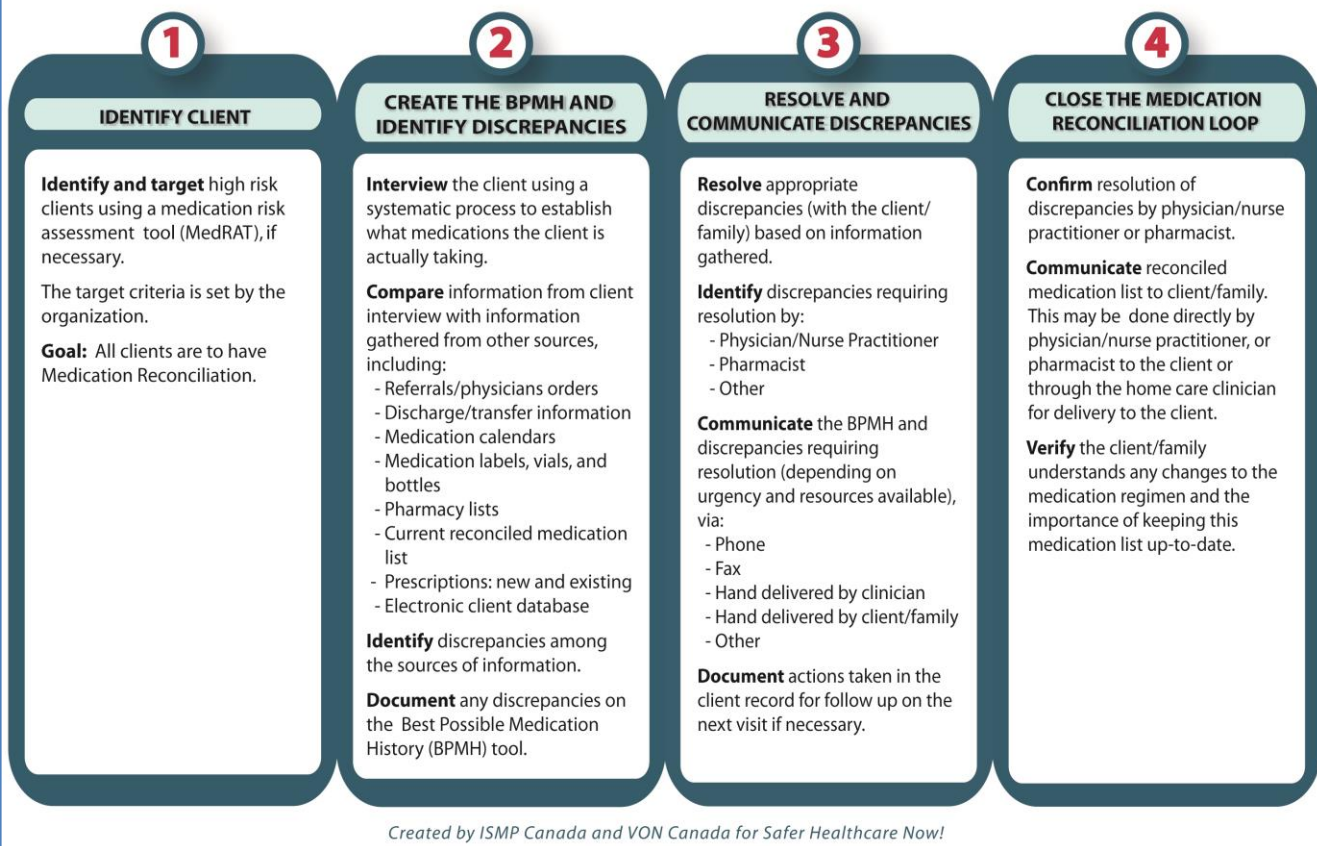 1
IDENTIFY CLIENT
Identify and target high risk
clients using a medication risk
assessment tool (MedRAT), if
necessary.
The target criteria is set by the
organization.
Goal: All clients are to have
Medication Reconciliation.
2
CREATE THE BPMH AND
IDENTIFY DISCREPANCIES
Interview the client using a
systematic process to establish
what medications the client is
actually taking.
Compare information from client
interview with information
gathered from other sources,
including:
- Referrals/physicians orders
- Discharge/transfer information
- Medication calendars
- Medication labels, vials, and
bottles
- Pharmacy lists
- Current reconciled medication
list
- Prescriptions: new and existing
- Electronic client database
Identify discrepancies among
the sources of information.
Document any discrepancies on
the Best Possible Medication
History (BPMH) tool.
3
RESOLVE AND
COMMUNICATE DISCREPANCIES
Resolve appropriate
discrepancies (with the client/
family) based on information
gathered.
Identify discrepancies requiring
resolution by:
- Physician/Nurse Practitioner
- Pharmacist
- Other
Communicate the BPMH and
discrepancies requiring
resolution (depending on
urgency and resources available),
via:
- Phone
- Fax
- Hand delivered by clinician
- Hand delivered by client/family
- Other
Document actions taken in the
client record for follow up on the
next visit if necessary.
4
CLOSE THE MEDICATION
RECONCILIATION LOOP
Confirm resolution of
discrepancies by physician/nurse
practitioner or pharmacist.
Communicate reconciled
medication list to client/family.
This may be done directly by
physician/nurse practitioner, or
pharmacist to the client or
through the home care clinician
for delivery to the client.
Verify the client/family
understands any changes to the
medication regimen and the
importance of keeping this
medication list up-to-date.
Created by ISMP Canada and VON Canada for Safer Healthcare Now!